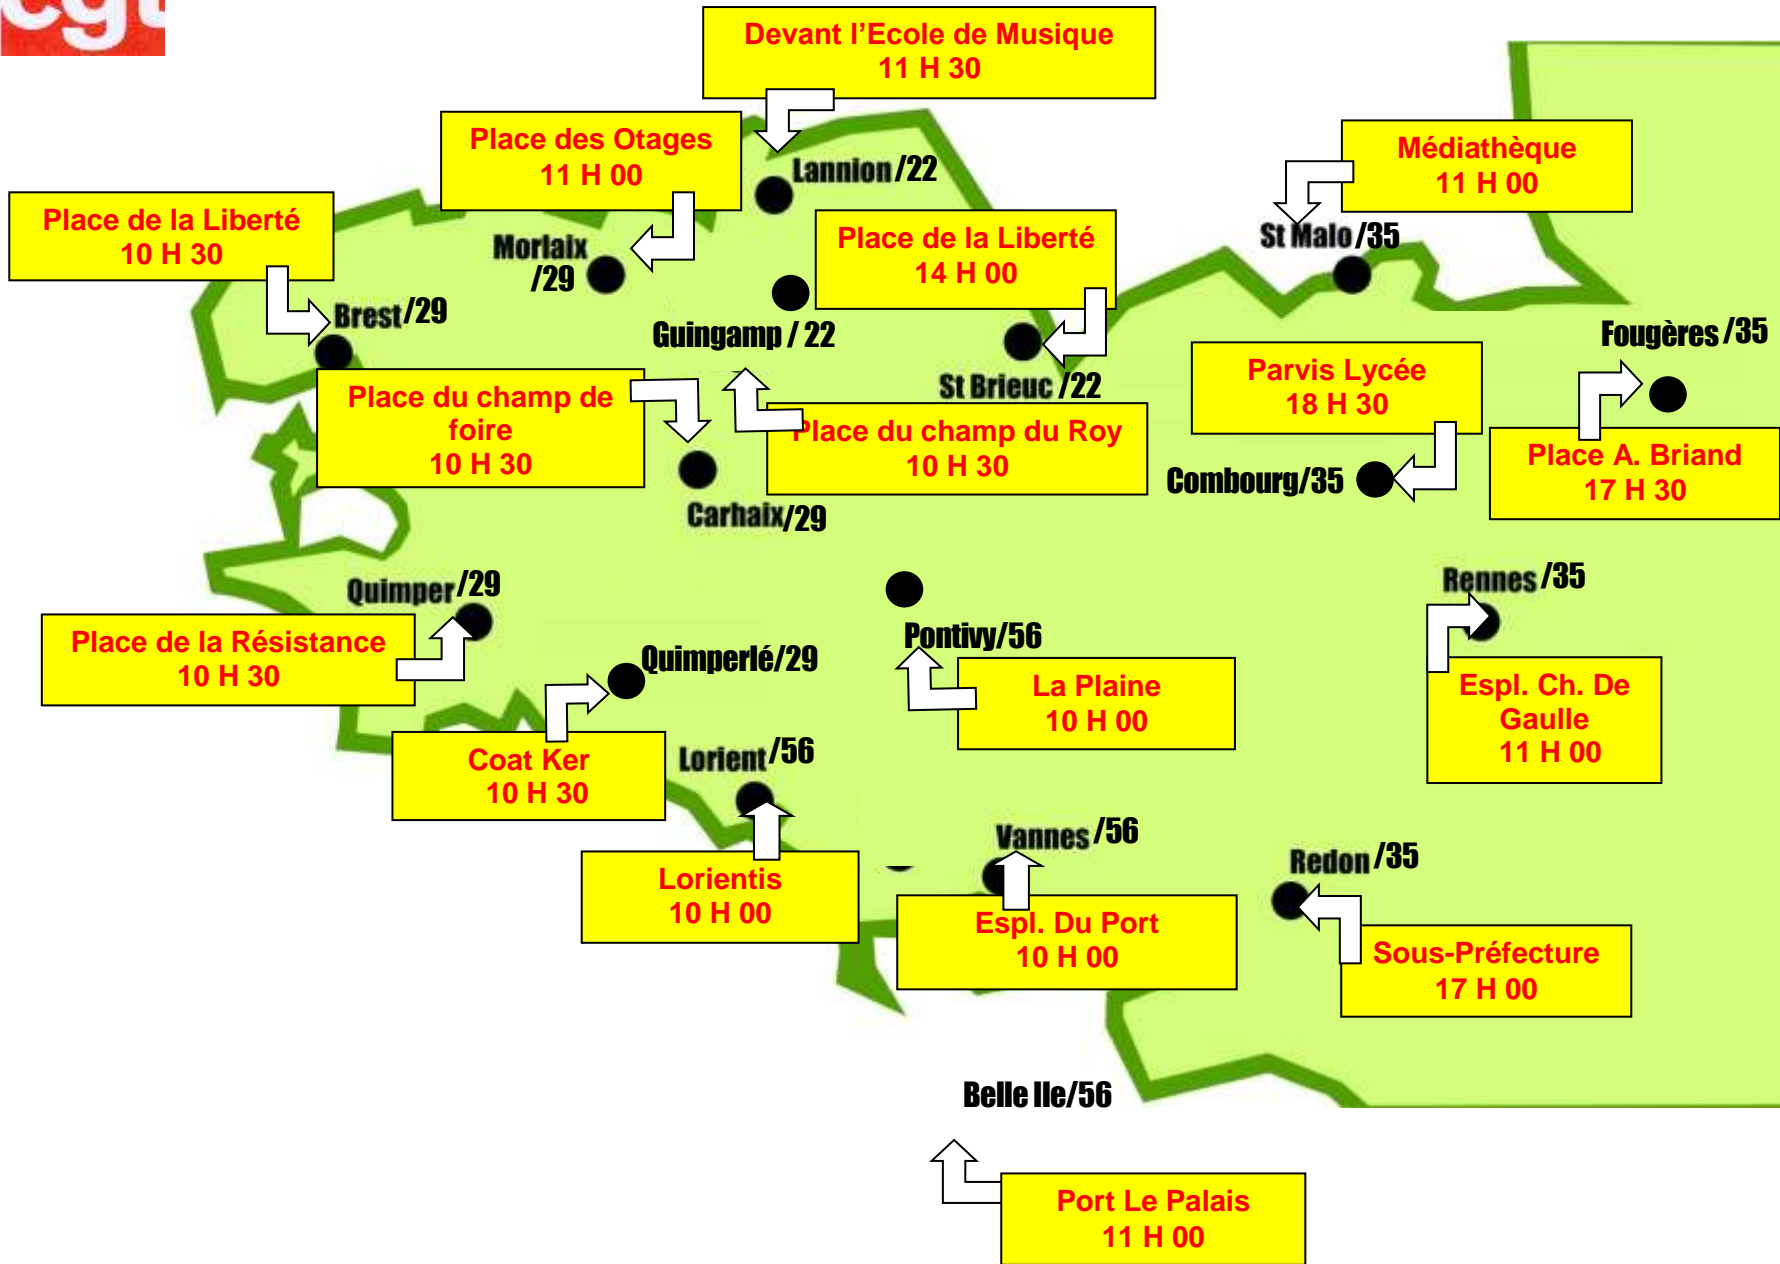 cgt
Devant l'Ecole de Musique
11 H 30
Place des Otages
11 H 00
Lannion /22
Médiathèque
11 H 00
Place de la Liberté
10 H 30
Morlaix
/29
Place de la Liberté
14 H 00
St Malo /35
Brest /29
Guingamp / 22
Fougères /35
Place du champ de
foire
10 H 30
St Brieuc /22
Parvis Lycée
18 H 30
Place du champ du Roy
10 H 30
Combourg/35
Place A. Briand
17 H 30
Carhaix/29
Quimper /29
Rennes /35
Place de la Résistance
10 H 30
Quimperlé/29
Pontivy/56
La Plaine
10 H 00
Espl. Ch. De
Gaulle
11 H 00
Coat Ker
10 H 30
Lorient /56
Vannes /56
Redon /35
Lorientis
10 H 00
Espl. Du Port
10 H 00
Sous-Préfecture
17 H 00
Belle Ile/56
Port Le Palais
11 H 00